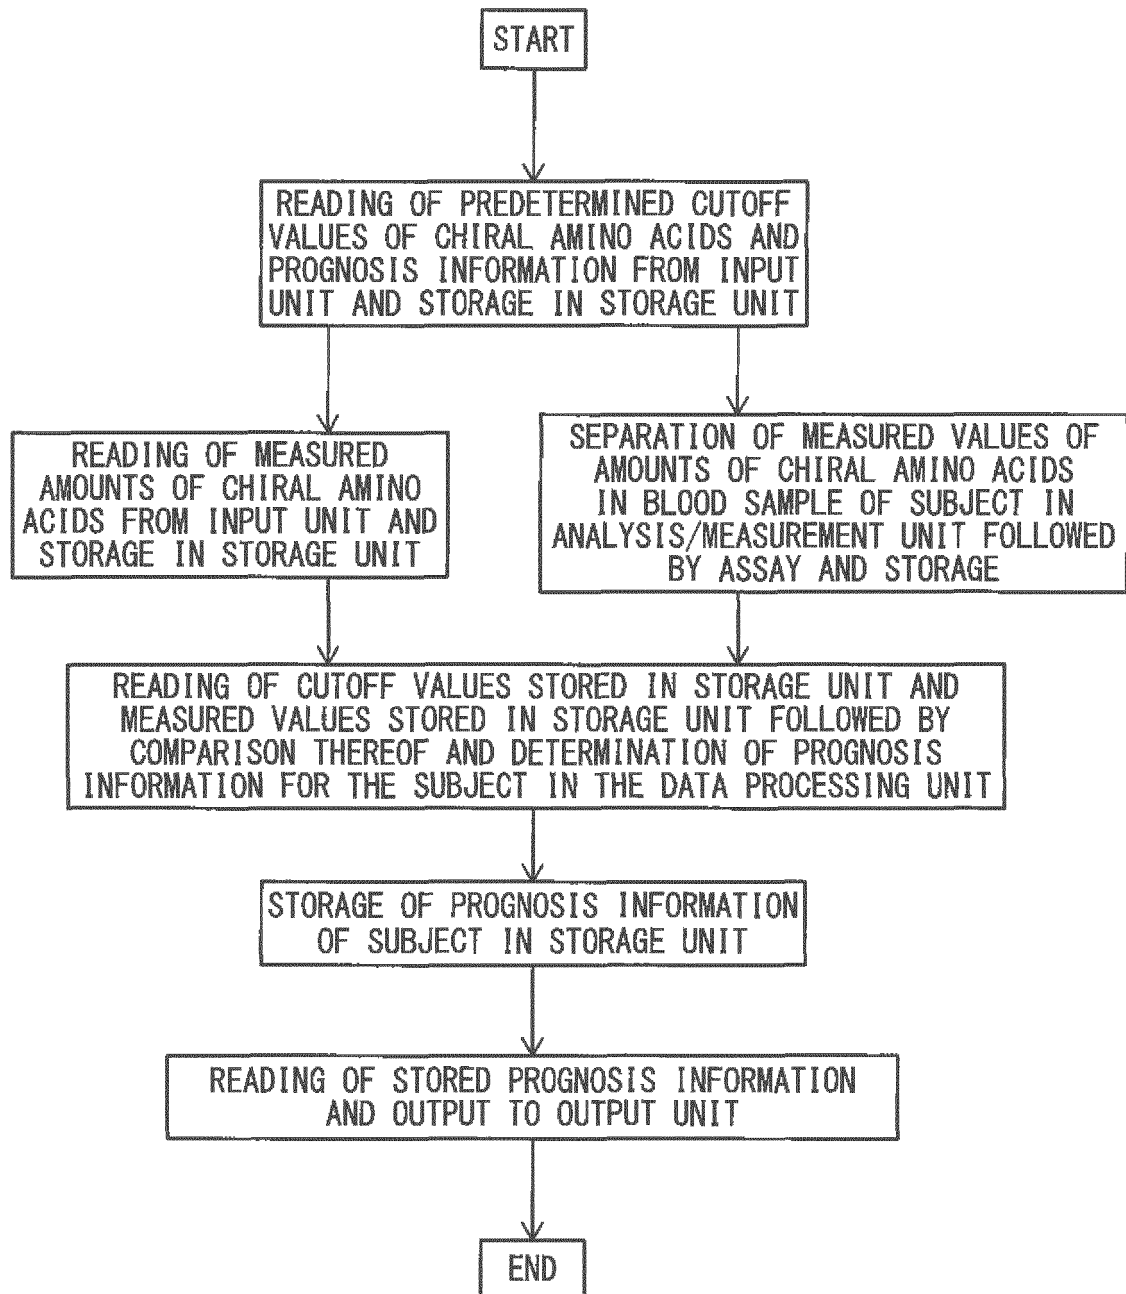 START
READING OF PREDETERMINED CUTOFF
VALUES OF CHIRAL AMINO ACIDS AND
PROGNOSIS INFORMATION FROM INPUT
UNIT AND STORAGE IN STORAGE UNIT
READING OF MEASURED
AMOUNTS OF CHIRAL AMINO
ACIDS FROM INPUT UNIT AND
STORAGE IN STORAGE UNIT
SEPARATION OF MEASURED VALUES OF
AMOUNTS OF CHIRAL AMINO ACIDS
IN BLOOD SAMPLE OF SUBJECT IN
ANALYSIS/MEASUREMENT UNIT FOLLOWED
BY ASSAY AND STORAGE
READING OF CUTOFF VALUES STORED IN STORAGE UNIT AND
MEASURED VALUES STORED IN STORAGE UNIT FOLLOWED BY
COMPARISON THEREOF AND DETERMINATION OF PROGNOSIS
INFORMATION FOR THE SUBJECT IN THE DATA PROCESSING UNIT
STORAGE OF PROGNOSIS INFORMATION
OF SUBJECT IN STORAGE UNIT
READING OF STORED PROGNOSIS INFORMATION
AND OUTPUT TO OUTPUT UNIT
END